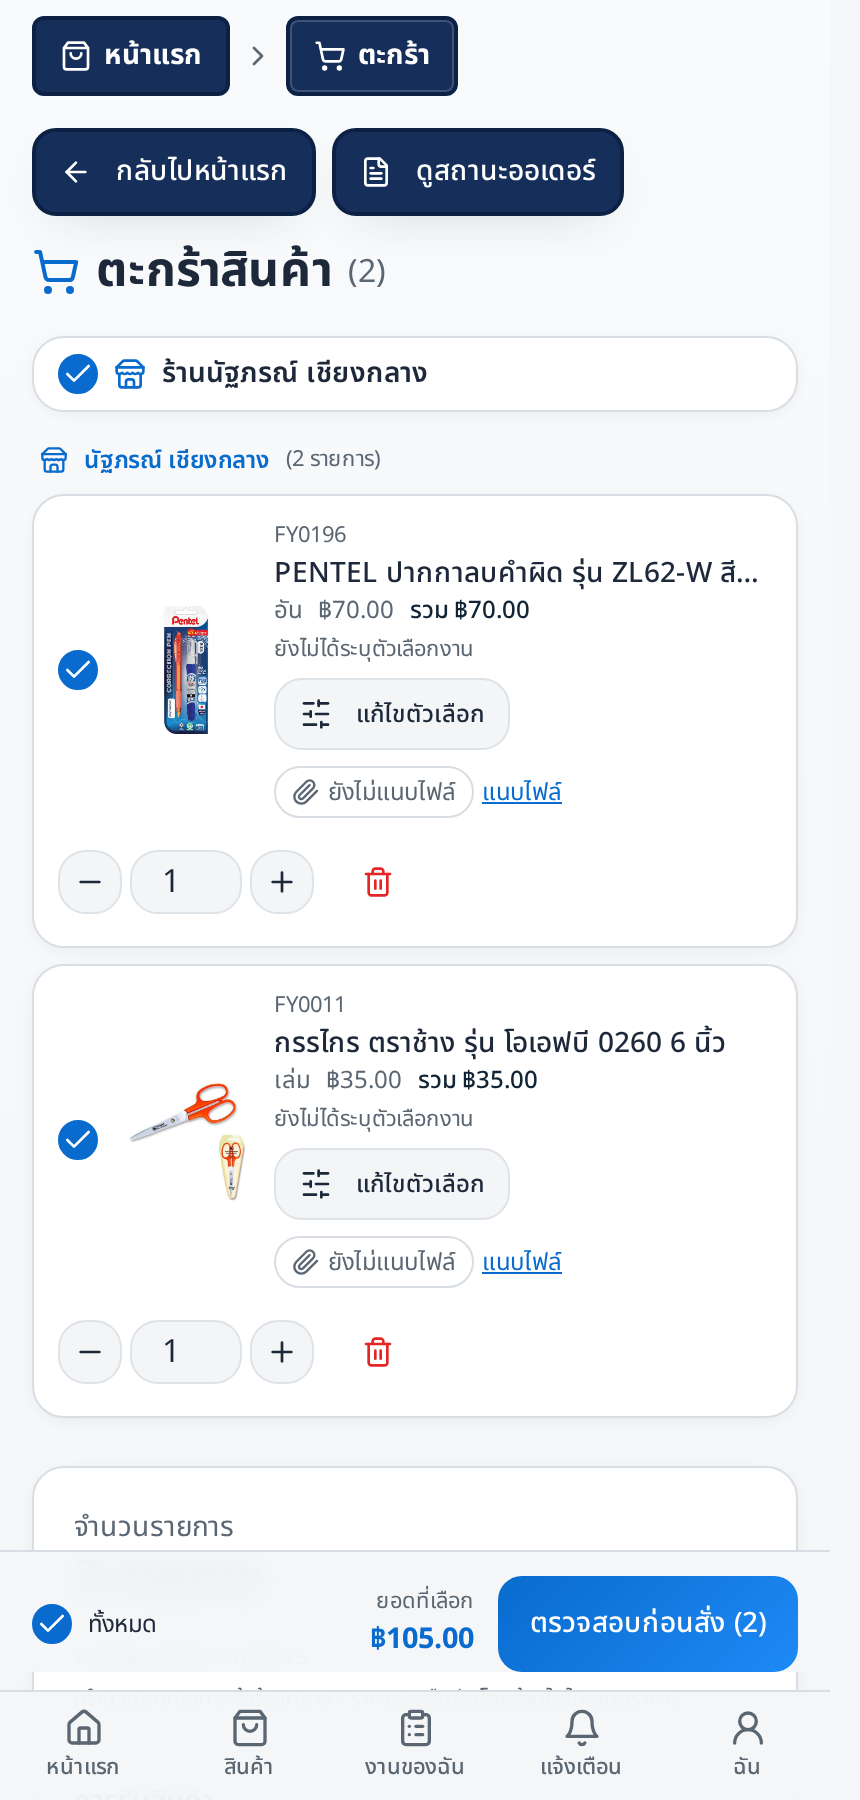 หน้าแรก
ตะกร้า
กลับไปหน้าแรก
ดูสถานะออเดอร์
ตะกร้าสินค้า (2)
ร้านนัฐภรณ์ เชียงกลาง
นัฐภรณ์ เชียงกลาง (2 รายการ)
FY0196
PENTEL ปากกาลบคำผิด รุ่น ZL62-W สี...
อัน ฿70.00 รวม ฿70.00
ยังไม่ได้ระบุตัวเลือกงาน
แก้ไขตัวเลือก
ยังไม่แนบไฟล์ แนบไฟล์
Pentel
CORRECTION PEN
1
FY0011
กรรไกร ตราช้าง รุ่น โอเอฟบี 0260 6 นิ้ว
เล่ม ฿35.00 รวม ฿35.00
ยังไม่ได้ระบุตัวเลือกงาน
แก้ไขตัวเลือก
ยังไม่แนบไฟล์ แนบไฟล์
1
จำนวนรายการ
ทั้งหมด
ยอดที่เลือก
฿105.00
ตรวจสอบก่อนสั่ง (2)
หน้าแรก
สินค้า
งานของฉัน
แจ้งเตือน
ฉัน